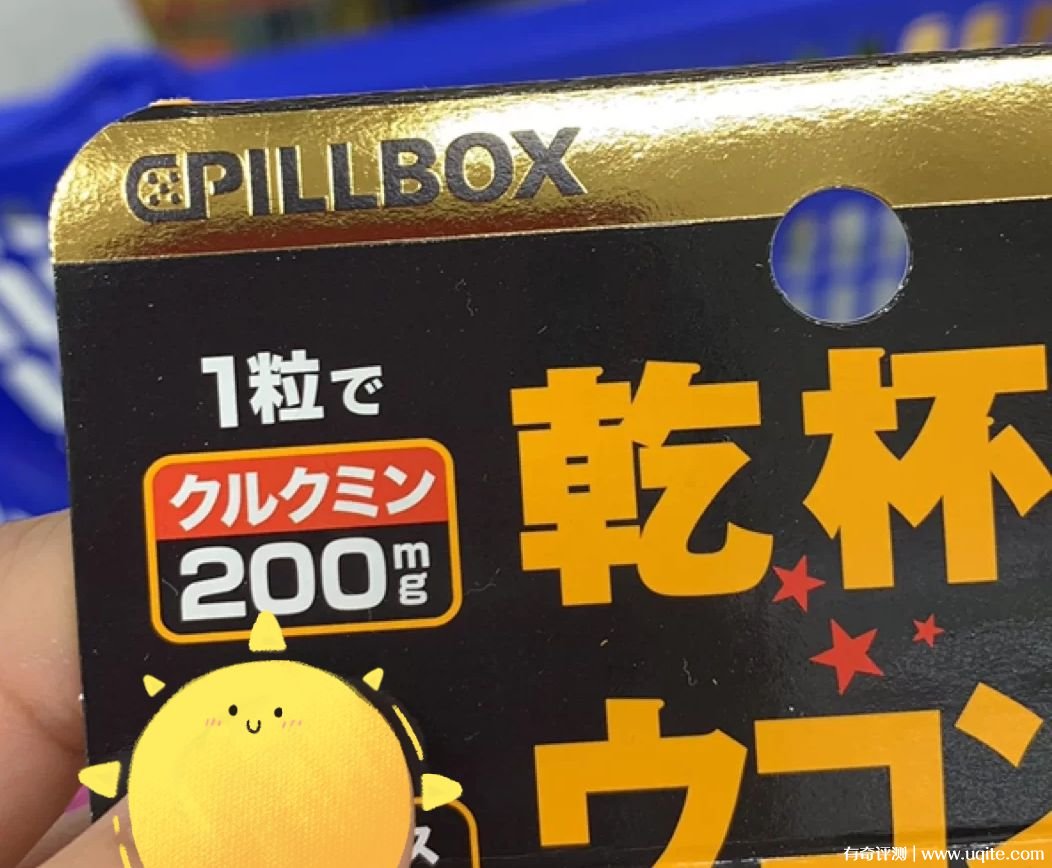 PILLBOX
1粒で
クルクミン
200mg
乾杯
ウコン
ス
有奇评测 | www.uqite.com